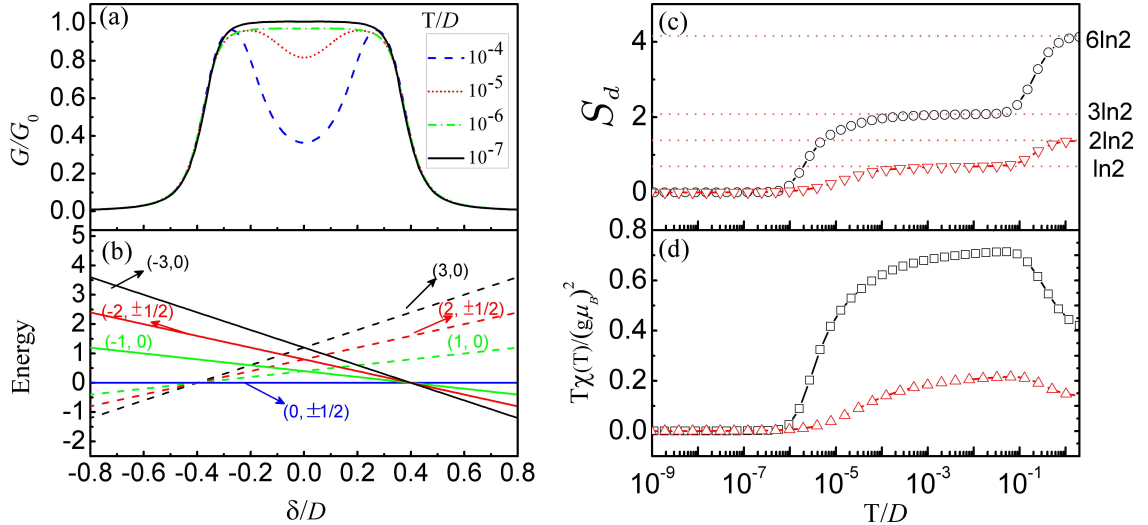 (a)
T/D
10⁻⁴
10⁻⁵
10⁻⁶
10⁻⁷
1.0
0.8
0.6
0.4
0.2
0.0
G/G₀
(b)
(-3,0)
(3,0)
(-2, ±1/2)
(2, ±1/2)
(-1, 0)
(1, 0)
(0, ±1/2)
5
4
3
2
1
0
-1
-2
Energy
-0.8 -0.6 -0.4 -0.2 0.0 0.2 0.4 0.6 0.8
δ/D
(c)
4
2
0
S_d
6ln2
3ln2
2ln2
ln2
(d)
0.8
0.6
0.4
0.2
0.0
Tχ(T)/(gμ_B)²
10⁻⁹ 10⁻⁷ 10⁻⁵ 10⁻³ 10⁻¹
T/D